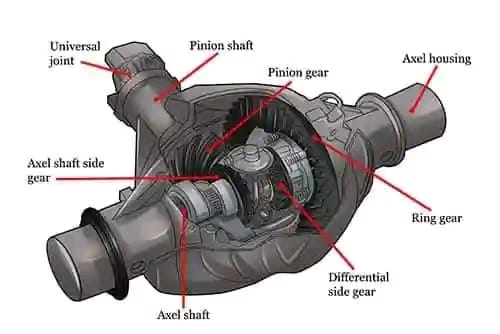 Universal
joint
Pinion shaft
Pinion gear
Axel housing
Axel shaft side
gear
Ring gear
Differential
side gear
Axel shaft